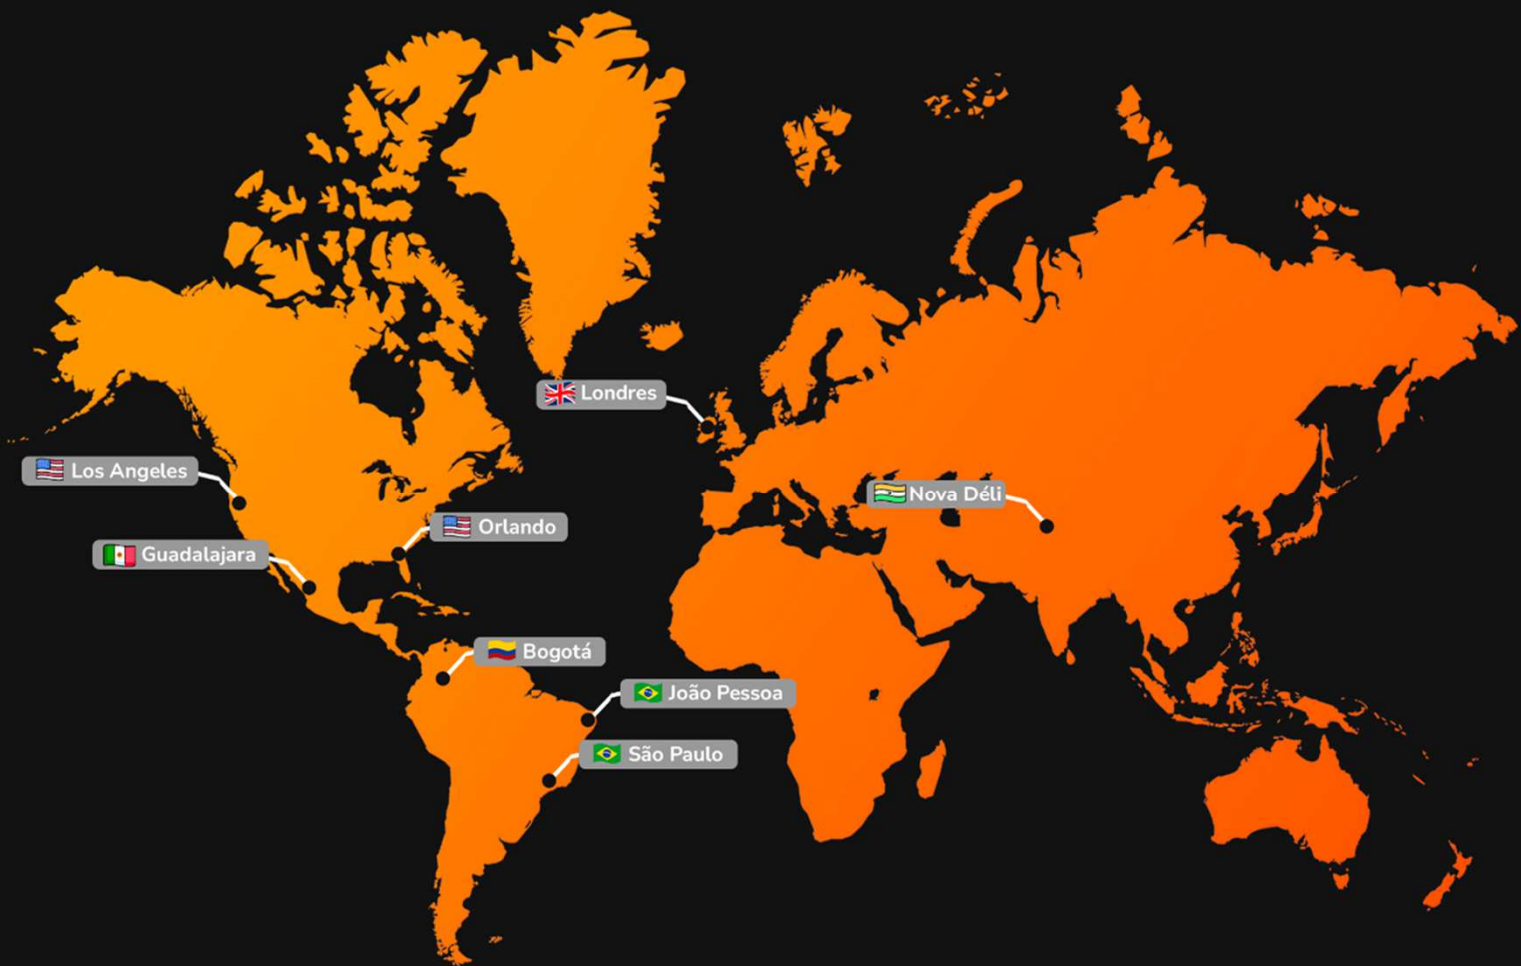 Londres
Los Angeles
Nova Déli
Orlando
Guadalajara
Bogotá
João Pessoa
São Paulo